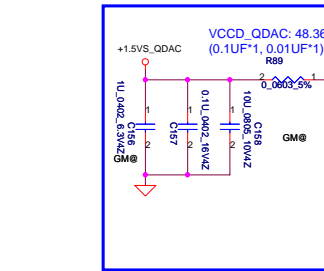 VCCD_QDAC: 48.36
(0.1UF*1, 0.01UF*1)
+1.5VS_QDAC
R89
2
1
0_0603_5%
1U_0402_6.3V4Z
C156
1
2
GM@
0.1U_0402_16V4Z
C157
1
2
10U_0805_10V4Z
C158
1
2
GM@